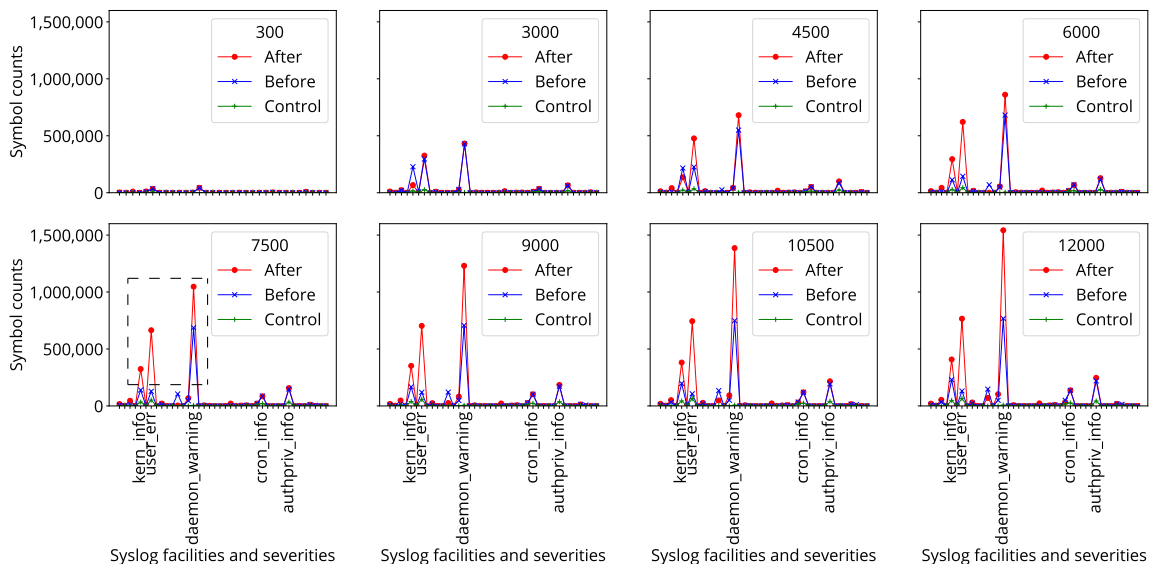 Symbol counts
1,500,000
1,000,000
500,000
0
300
After
Before
Control
3000
After
Before
Control
4500
After
Before
Control
6000
After
Before
Control
Symbol counts
1,500,000
1,000,000
500,000
0
7500
After
Before
Control
9000
After
Before
Control
10500
After
Before
Control
12000
After
Before
Control
kern_info
user_err
daemon_warning
cron_info
authpriv_info
kern_info
user_err
daemon_warning
cron_info
authpriv_info
kern_info
user_err
daemon_warning
cron_info
authpriv_info
kern_info
user_err
daemon_warning
cron_info
authpriv_info
Syslog facilities and severities
Syslog facilities and severities
Syslog facilities and severities
Syslog facilities and severities